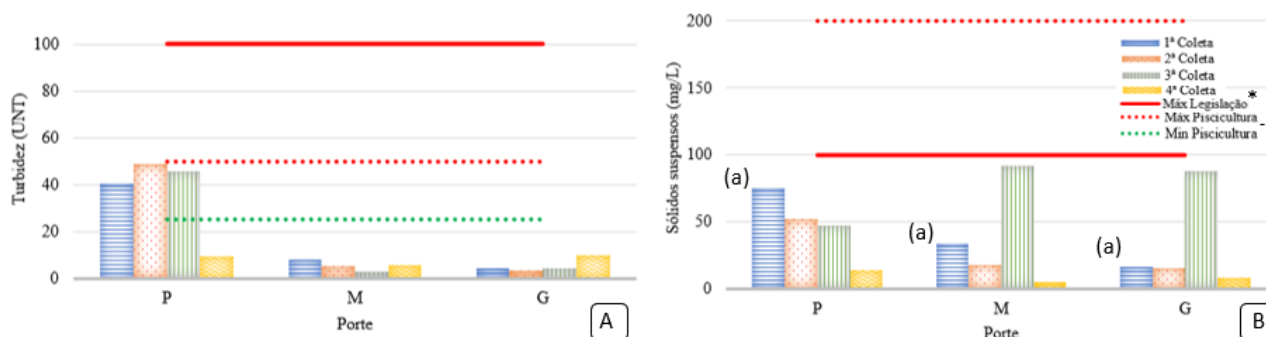 100
80
60
40
20
0
Turbidez (UNT)
P
M
G
Porte
A
200
150
100
50
0
Sólidos suspensos (mg/L)
1ª Coleta
2ª Coleta
3ª Coleta
4ª Coleta
Máx Legislação *
Máx Piscicultura -
Min Piscicultura
(a)
(a)
(a)
P
M
G
Porte
B